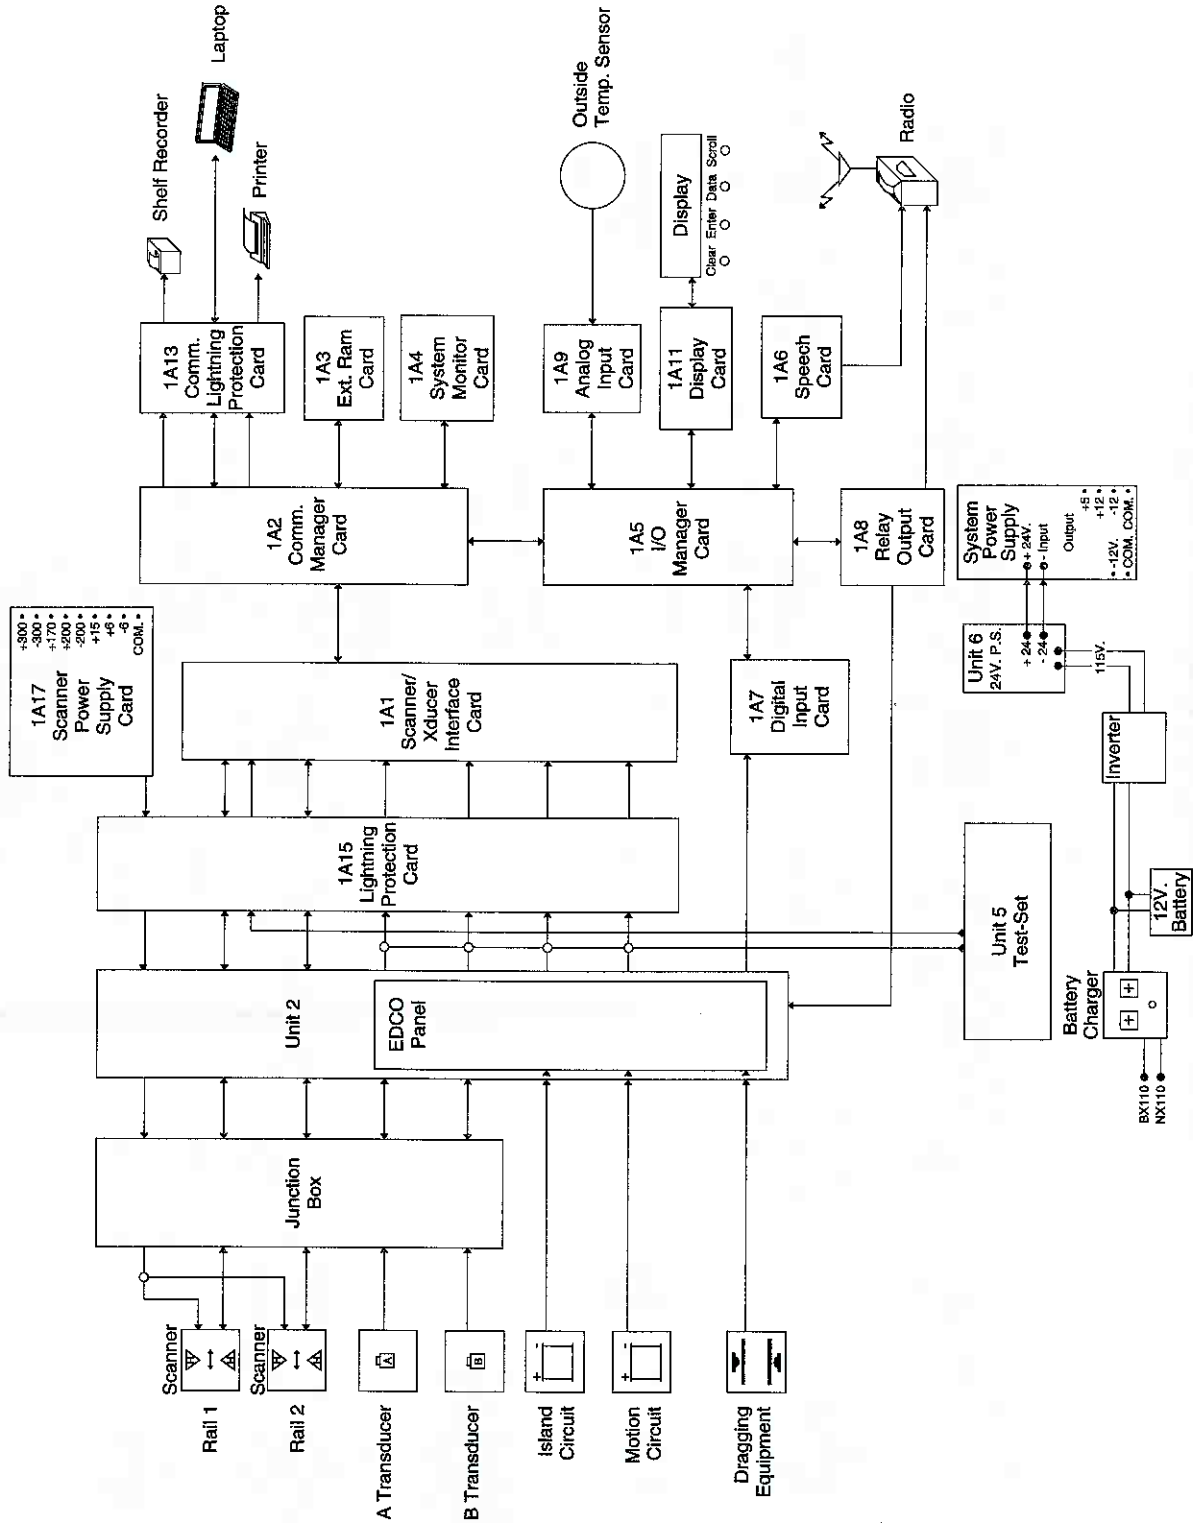 Rail 1
Scanner
Rail 2
Scanner
A Transducer
A
B Transducer
B
Island
Circuit
+ -
Motion
Circuit
+ -
Dragging
Equipment
Junction
Box
Unit 2
EDCO
Panel
1A15
Lightning
Protection
Card
1A17
Scanner
Power
Supply
Card
+300
-300
+170
+200
-200
+15
+6
-6
COM.
1A1
Scanner/
Xducer
Interface
Card
1A7
Digital
Input
Card
1A2
Comm.
Manager
Card
1A5
I/O
Manager
Card
1A8
Relay
Output
Card
1A13
Comm.
Lightning
Protection
Card
1A3
Ext. Ram
Card
1A4
System
Monitor
Card
1A9
Analog
Input
Card
1A11
Display
Card
1A6
Speech
Card
Shelf Recorder
Laptop
Printer
Outside
Temp. Sensor
Display
Clear Enter Data Scroll
Radio
BX110
NX110
Battery
Charger
+ +
12V.
Battery
Unit 5
Test-Set
Inverter
115V.
Unit 6
24V. P.S.
+ 24
- 24
System
Power
Supply
+ 24V.
- Input
Output
+5
+12
-12V. -12
COM. COM.